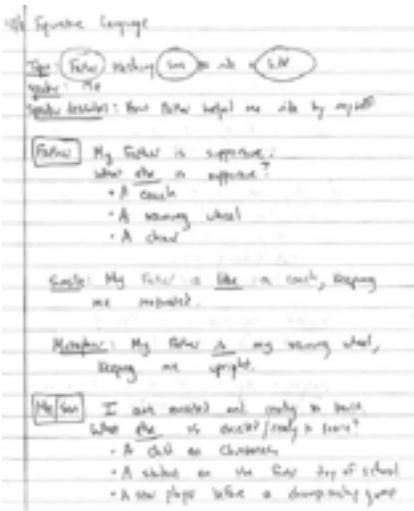 Figurative Language
Topic: Father teaching son to ride a bike
Speaker: Me
Speaker describes: How Father helped me ride by myself
Father My Father is supportive.
What else is supportive?
• A coach
• A training wheel
• A chair
Simile: My Father is like a coach, keeping
me motivated.
Metaphor: My Father is my training wheel,
keeping me upright.
Me/Son I am excited and ready to learn.
What else is excited/ready to learn?
• A child on Christmas
• A student on the first day of school
• A star player before a championship game